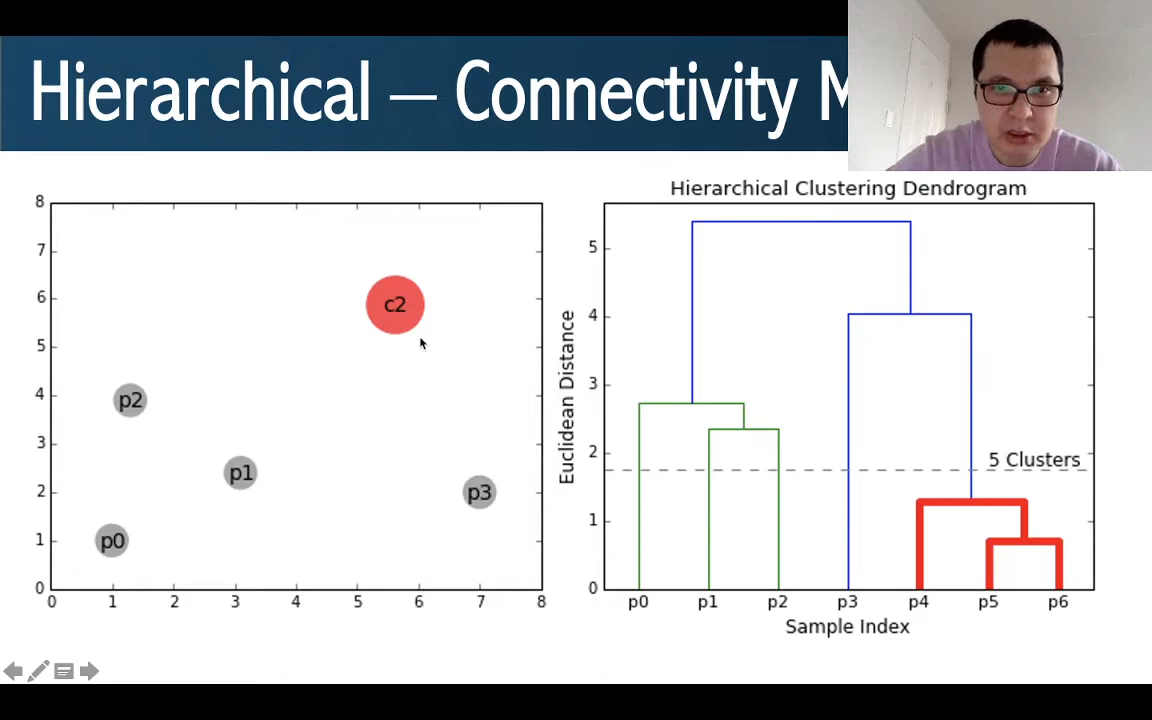 Hierarchical – Connectivity M
8
7
6
5
4
3
2
1
0
0 1 2 3 4 5 6 7 8
c2
p2
p1
p3
p0
Hierarchical Clustering Dendrogram
Euclidean Distance
5
4
3
2
1
0
5 Clusters
p0 p1 p2 p3 p4 p5 p6
Sample Index